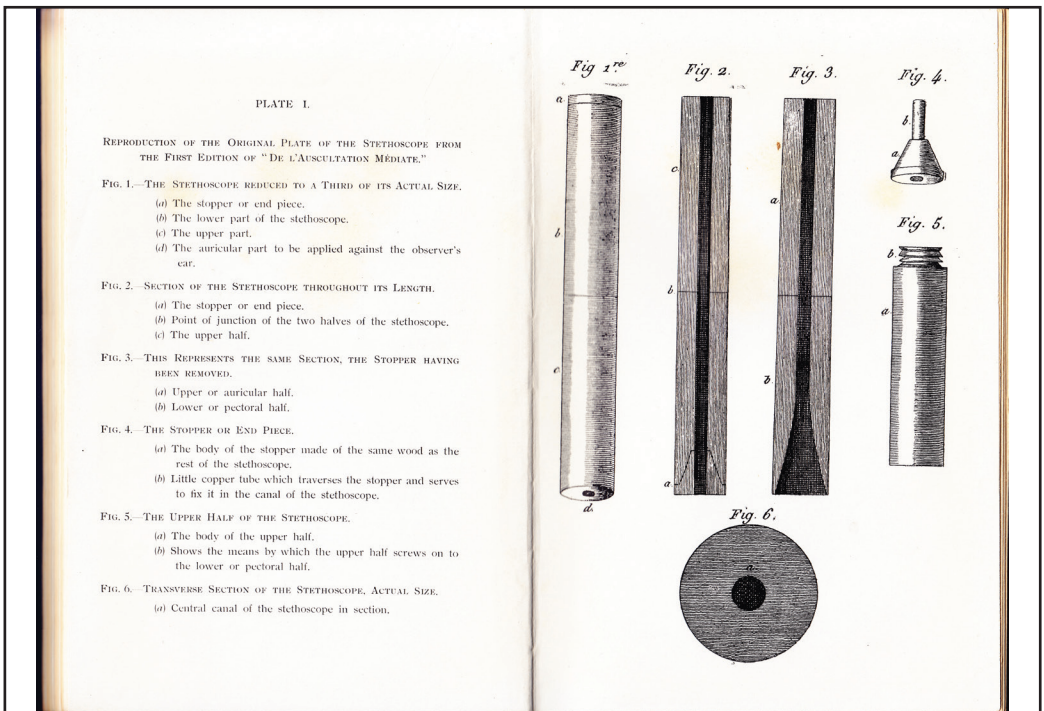 PLATE I.
REPRODUCTION OF THE ORIGINAL PLATE OF THE STETHOSCOPE FROM
THE FIRST EDITION OF "DE L'AUSCULTATION MÉDIATE."
FIG. 1.—THE STETHOSCOPE REDUCED TO A THIRD OF ITS ACTUAL SIZE.
(a) The stopper or end piece.
(b) The lower part of the stethoscope.
(c) The upper part.
(d) The auricular part to be applied against the observer's
ear.
FIG. 2.—SECTION OF THE STETHOSCOPE THROUGHOUT ITS LENGTH.
(a) The stopper or end piece.
(b) Point of junction of the two halves of the stethoscope.
(c) The upper half.
FIG. 3.—THIS REPRESENTS THE SAME SECTION, THE STOPPER HAVING
BEEN REMOVED.
(a) Upper or auricular half.
(b) Lower or pectoral half.
FIG. 4.—THE STOPPER OR END PIECE.
(a) The body of the stopper made of the same wood as the
rest of the stethoscope.
(b) Little copper tube which traverses the stopper and serves
to fix it in the canal of the stethoscope.
FIG. 5.—THE UPPER HALF OF THE STETHOSCOPE.
(a) The body of the upper half.
(b) Shows the means by which the upper half screws on to
the lower or pectoral half.
FIG. 6.—TRANSVERSE SECTION OF THE STETHOSCOPE, ACTUAL SIZE.
(a) Central canal of the stethoscope in section.
Fig 1re.
a
b
c
d.
Fig. 2.
c.
b
a
Fig. 3.
a.
b.
Fig. 4.
b.
a
Fig. 5.
b.
a.
Fig. 6.
a